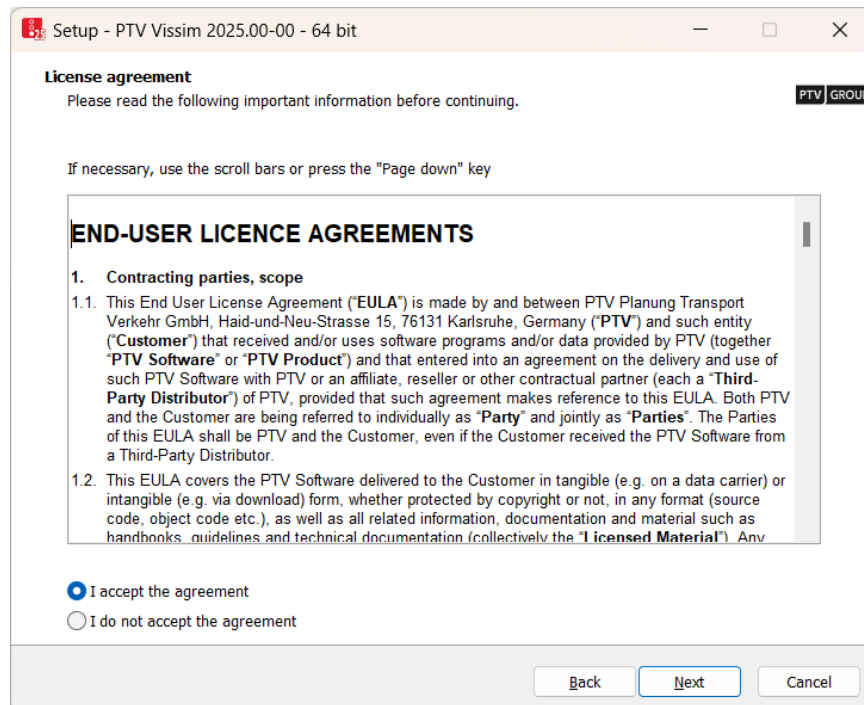 Setup - PTV Vissim 2025.00-00 - 64 bit
License agreement
Please read the following important information before continuing.
PTV GROUP
If necessary, use the scroll bars or press the "Page down" key
END-USER LICENCE AGREEMENTS
1. Contracting parties, scope
1.1. This End User License Agreement (“EULA”) is made by and between PTV Planung Transport
Verkehr GmbH, Haid-und-Neu-Strasse 15, 76131 Karlsruhe, Germany (“PTV”) and such entity
(“Customer”) that received and/or uses software programs and/or data provided by PTV (together
“PTV Software” or “PTV Product”) and that entered into an agreement on the delivery and use of
such PTV Software with PTV or an affiliate, reseller or other contractual partner (each a “Third-
Party Distributor”) of PTV, provided that such agreement makes reference to this EULA. Both PTV
and the Customer are being referred to individually as “Party” and jointly as “Parties”. The Parties
of this EULA shall be PTV and the Customer, even if the Customer received the PTV Software from
a Third-Party Distributor.
1.2. This EULA covers the PTV Software delivered to the Customer in tangible (e.g. on a data carrier) or
intangible (e.g. via download) form, whether protected by copyright or not, in any format (source
code, object code etc.), as well as all related information, documentation and material such as
handbooks, guidelines and technical documentation (collectively the “Licensed Material”). Any
I accept the agreement
I do not accept the agreement
Back
Next
Cancel